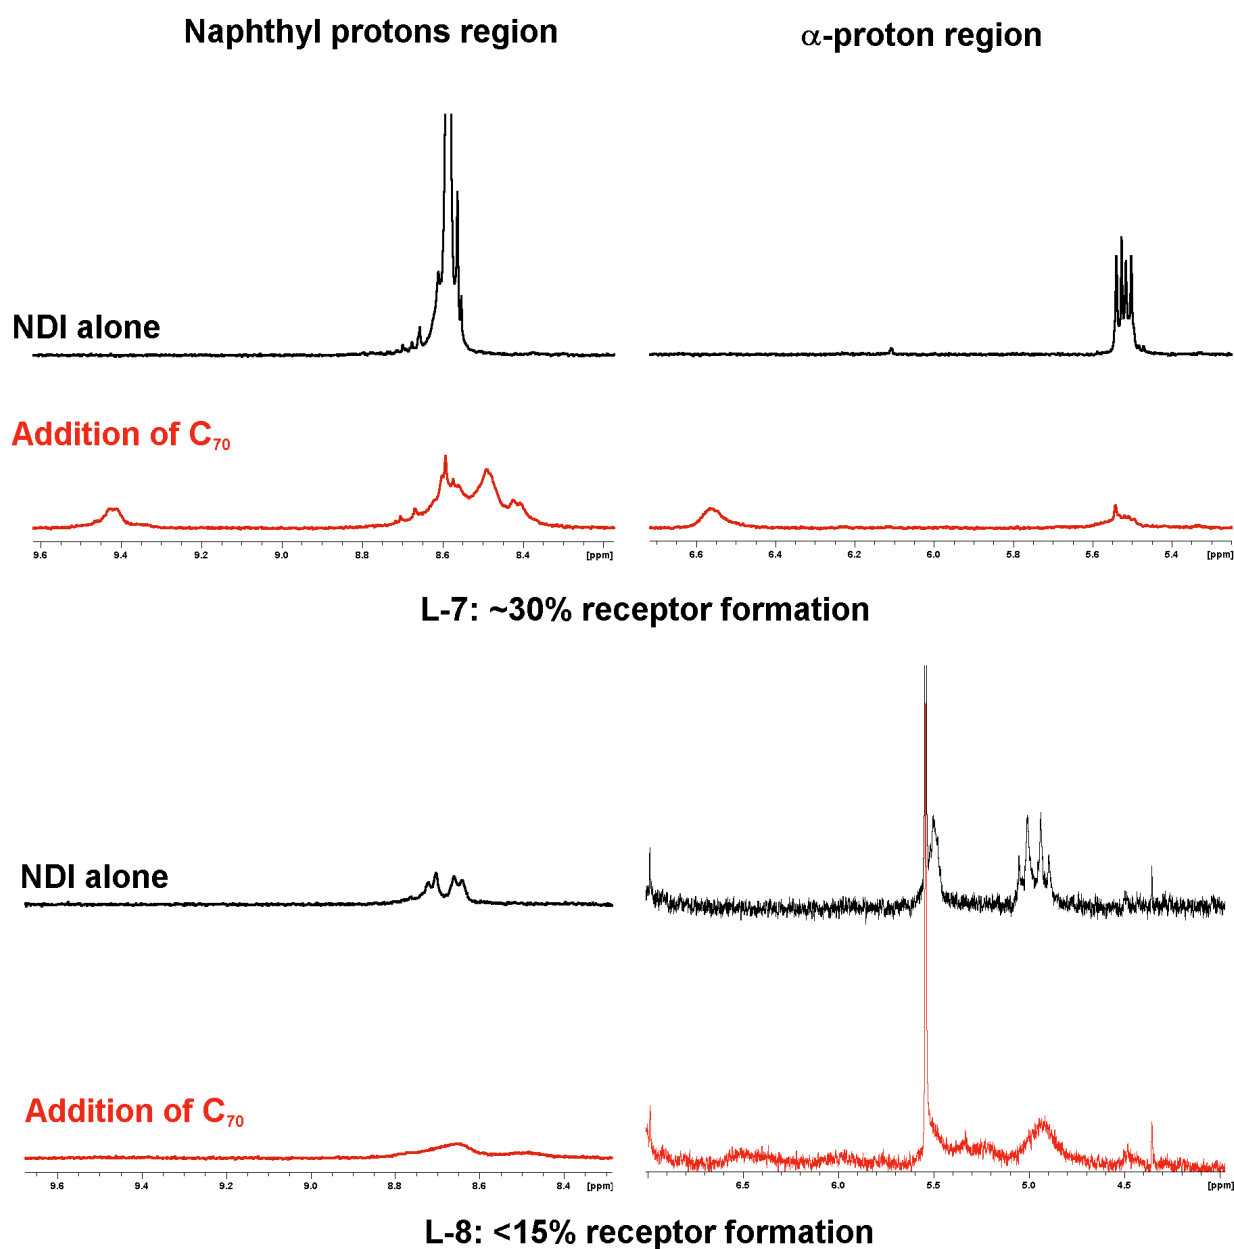 Naphthyl protons region
α-proton region
NDI alone
Addition of C70
9.6 9.4 9.2 9.0 8.8 8.6 8.4 [ppm]
6.6 6.4 6.2 6.0 5.8 5.6 5.4 [ppm]
L-7: ~30% receptor formation
NDI alone
Addition of C70
9.6 9.4 9.2 9.0 8.8 8.6 8.4 [ppm]
6.5 6.0 5.5 5.0 4.5 [ppm]
L-8: <15% receptor formation